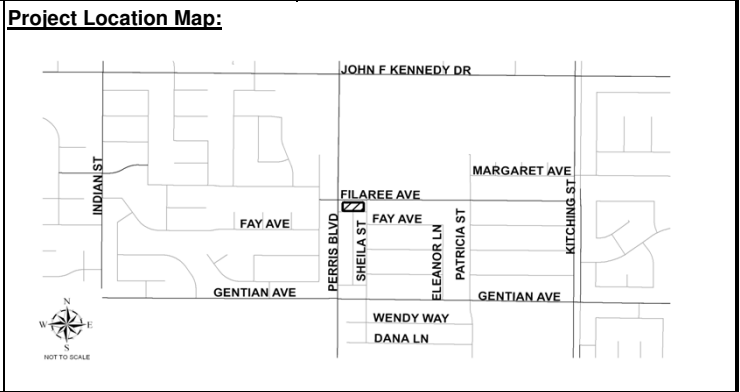 Project Location Map:
JOHN F KENNEDY DR
MARGARET AVE
INDIAN ST
FILAREE AVE
KITCHING ST
FAY AVE
PERRIS BLVD
SHEILA ST
FAY AVE
ELEANOR LN
PATRICIA ST
GENTIAN AVE
GENTIAN AVE
N
W
E
S
WENDY WAY
DANA LN
NOT TO SCALE